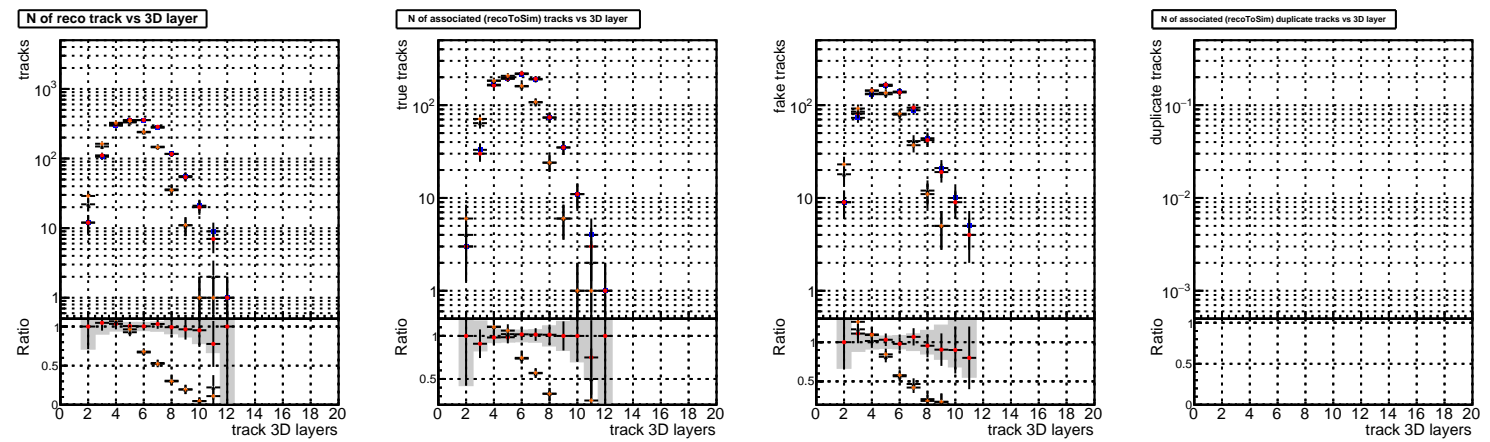 N of reco track vs 3D layer
tracks
10³
10²
10
1
Ratio
1
0.5
0
0 2 4 6 8 10 12 14 16 18 20
track 3D layers
N of associated (recoToSim) tracks vs 3D layer
true tracks
10²
10
1
Ratio
1
0.5
0 2 4 6 8 10 12 14 16 18 20
track 3D layers
fake tracks
10²
10
1
Ratio
1
0.5
0 2 4 6 8 10 12 14 16 18 20
track 3D layers
N of associated (recoToSim) duplicate tracks vs 3D layer
duplicate tracks
10⁻¹
10⁻²
10⁻³
Ratio
1
0.5
0
0 2 4 6 8 10 12 14 16 18 20
track 3D layers